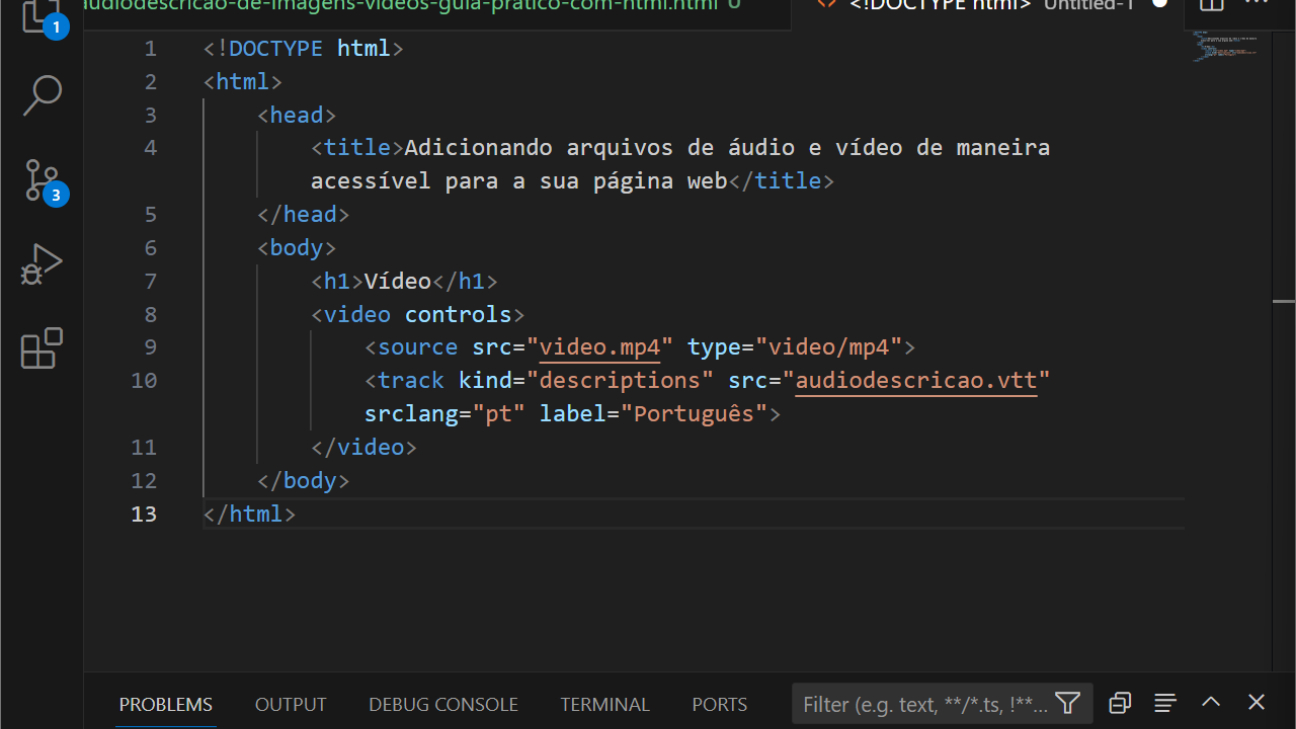 audiodescricao-de-imagens-videos-guia-pratico-com-html.html U
<> <!DOCTYPE html> Untitled-1
1
3
1 <!DOCTYPE html>
2 <html>
3 <head>
4 <title>Adicionando arquivos de áudio e vídeo de maneira
acessível para a sua página web</title>
5 </head>
6 <body>
7 <h1>Vídeo</h1>
8 <video controls>
9 <source src="video.mp4" type="video/mp4">
10 <track kind="descriptions" src="audiodescricao.vtt"
srclang="pt" label="Português">
11 </video>
12 </body>
13 </html>
PROBLEMS OUTPUT DEBUG CONSOLE TERMINAL PORTS Filter (e.g. text, **/*.ts, !**...